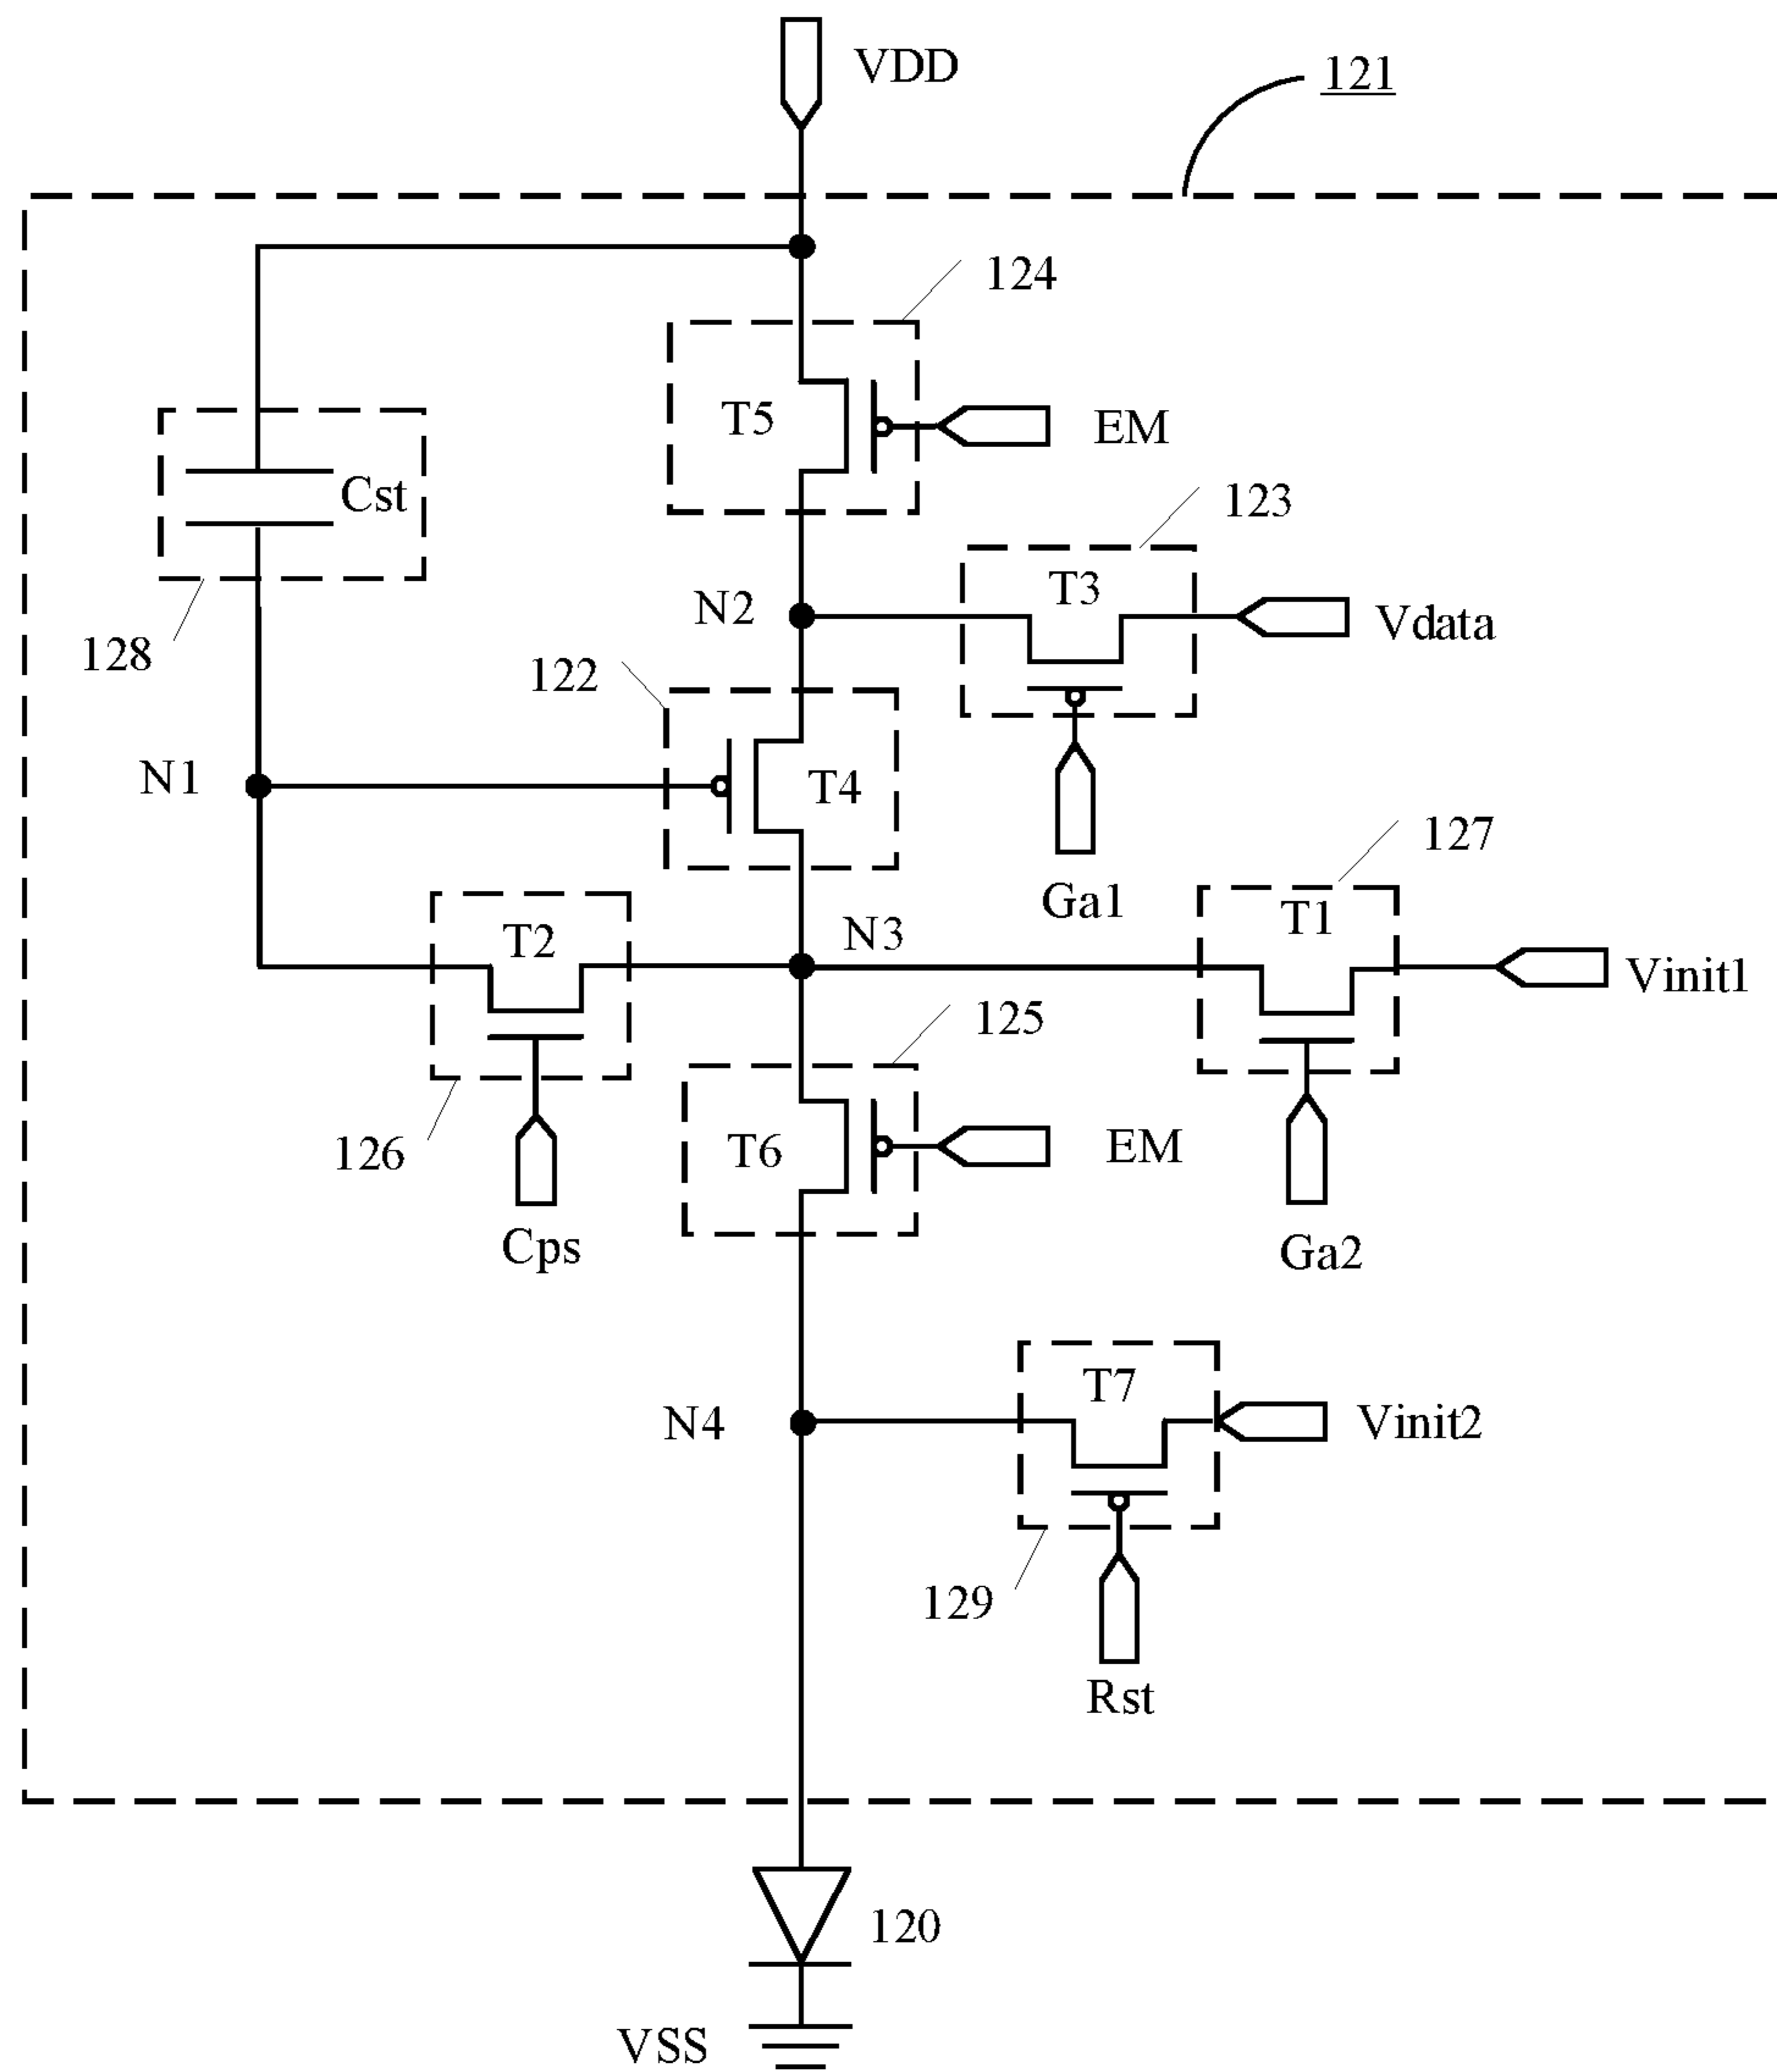 VDD
121
124
T5
EM
Cst
123
T3
N2
Vdata
128
122
N1
T4
127
Ga1
T1
T2
N3
Vinit1
125
126
T6
EM
Cps
Ga2
T7
N4
Vinit2
129
Rst
120
VSS